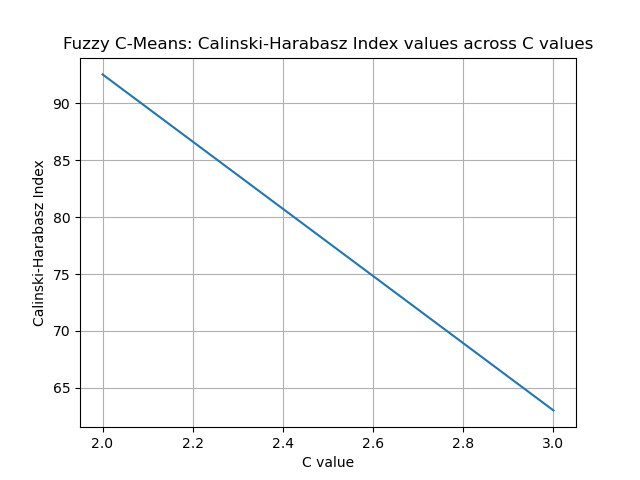 Fuzzy C-Means: Calinski-Harabasz Index values across C values
90
85
80
75
70
65
Calinski-Harabasz Index
2.0 2.2 2.4 2.6 2.8 3.0
C value